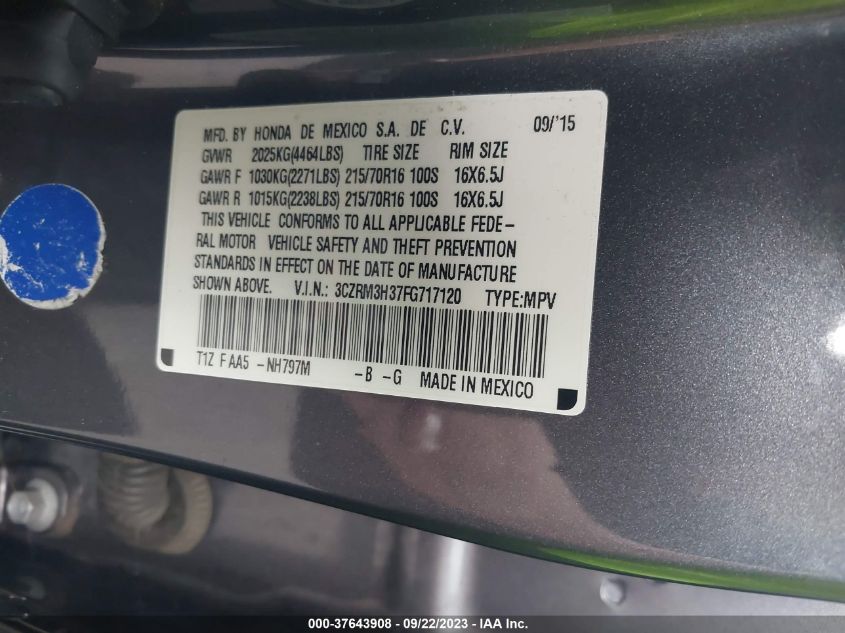 MFD. BY HONDA DE MEXICO S.A. DE C.V. 09/'15
GVWR 2025KG(4464LBS) TIRE SIZE RIM SIZE
GAWR F 1030KG(2271LBS) 215/70R16 100S 16X6.5J
GAWR R 1015KG(2238LBS) 215/70R16 100S 16X6.5J
THIS VEHICLE CONFORMS TO ALL APPLICABLE FEDE-
RAL MOTOR VEHICLE SAFETY AND THEFT PREVENTION
STANDARDS IN EFFECT ON THE DATE OF MANUFACTURE
SHOWN ABOVE. V.I.N.: 3CZRM3H37FG717120 TYPE:MPV
T1Z F AA5 -NH797M -B -G MADE IN MEXICO
000-37643908 - 09/22/2023 - IAA Inc.